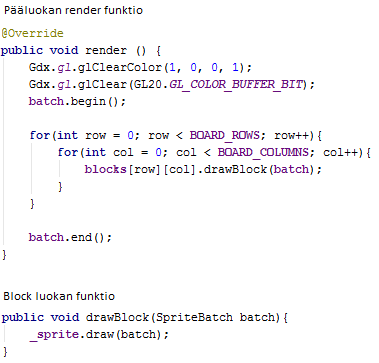 Pääluokan render funktio
@Override
public void render () {
    Gdx.gl.glClearColor(1, 0, 0, 1);
    Gdx.gl.glClear(GL20.GL_COLOR_BUFFER_BIT);
    batch.begin();

    for(int row = 0; row < BOARD_ROWS; row++){
        for(int col = 0; col < BOARD_COLUMNS; col++){
            blocks[row][col].drawBlock(batch);
        }
    }

    batch.end();
}

Block luokan funktio
public void drawBlock(SpriteBatch batch){
    _sprite.draw(batch);
}